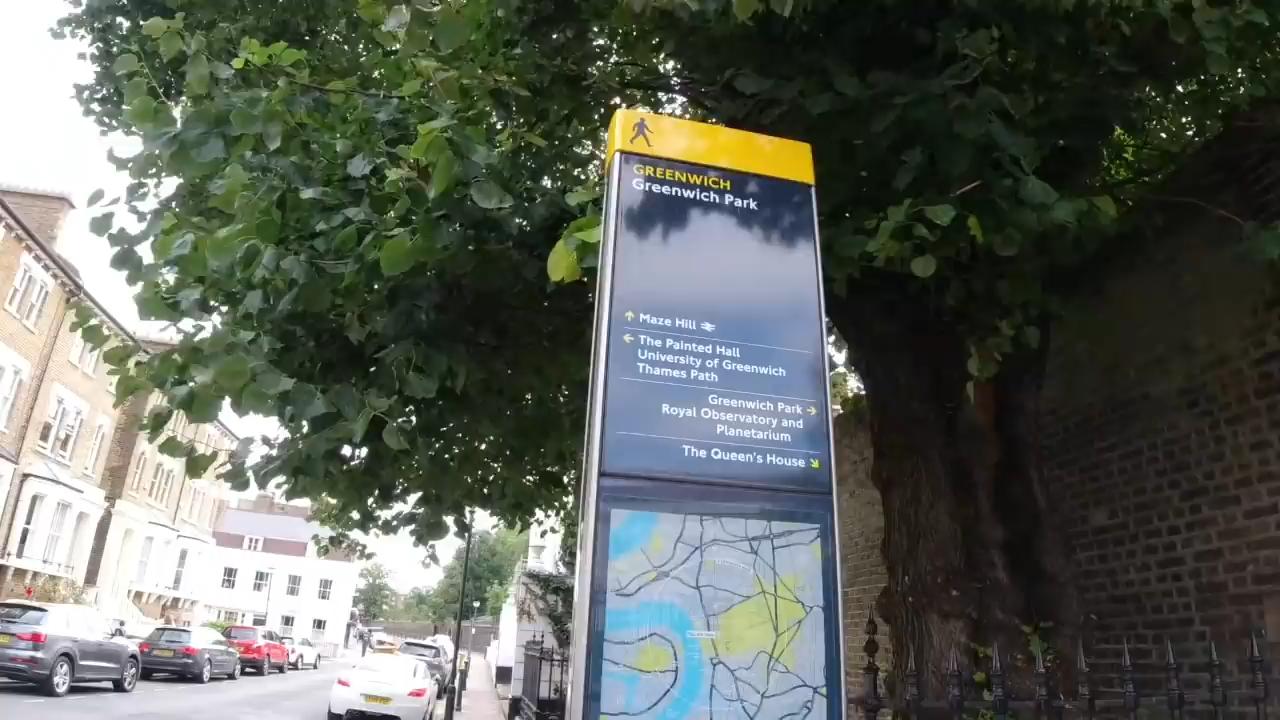 GREENWICH
Greenwich Park
Maze Hill
The Painted Hall
University of Greenwich
Thames Path
Greenwich Park
Royal Observatory and
Planetarium
The Queen's House